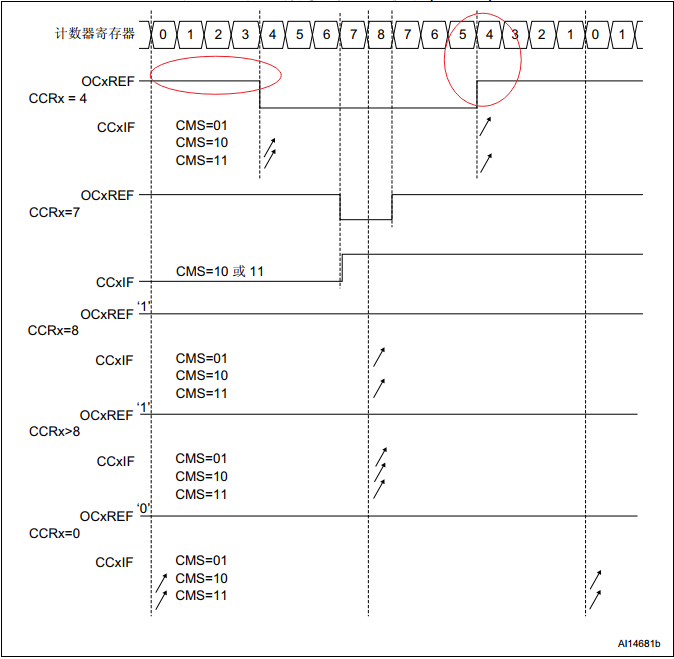 计数器寄存器 0 1 2 3 4 5 6 7 8 7 6 5 4 3 2 1 0 1
OCxREF
CCRx = 4
CCxIF CMS=01
CMS=10
CMS=11
OCxREF
CCRx=7
CCxIF CMS=10 或 11
OCxREF '1'
CCRx=8
CCxIF CMS=01
CMS=10
CMS=11
OCxREF '1'
CCRx>8
CCxIF CMS=01
CMS=10
CMS=11
OCxREF '0'
CCRx=0
CCxIF CMS=01
CMS=10
CMS=11
AI14681b